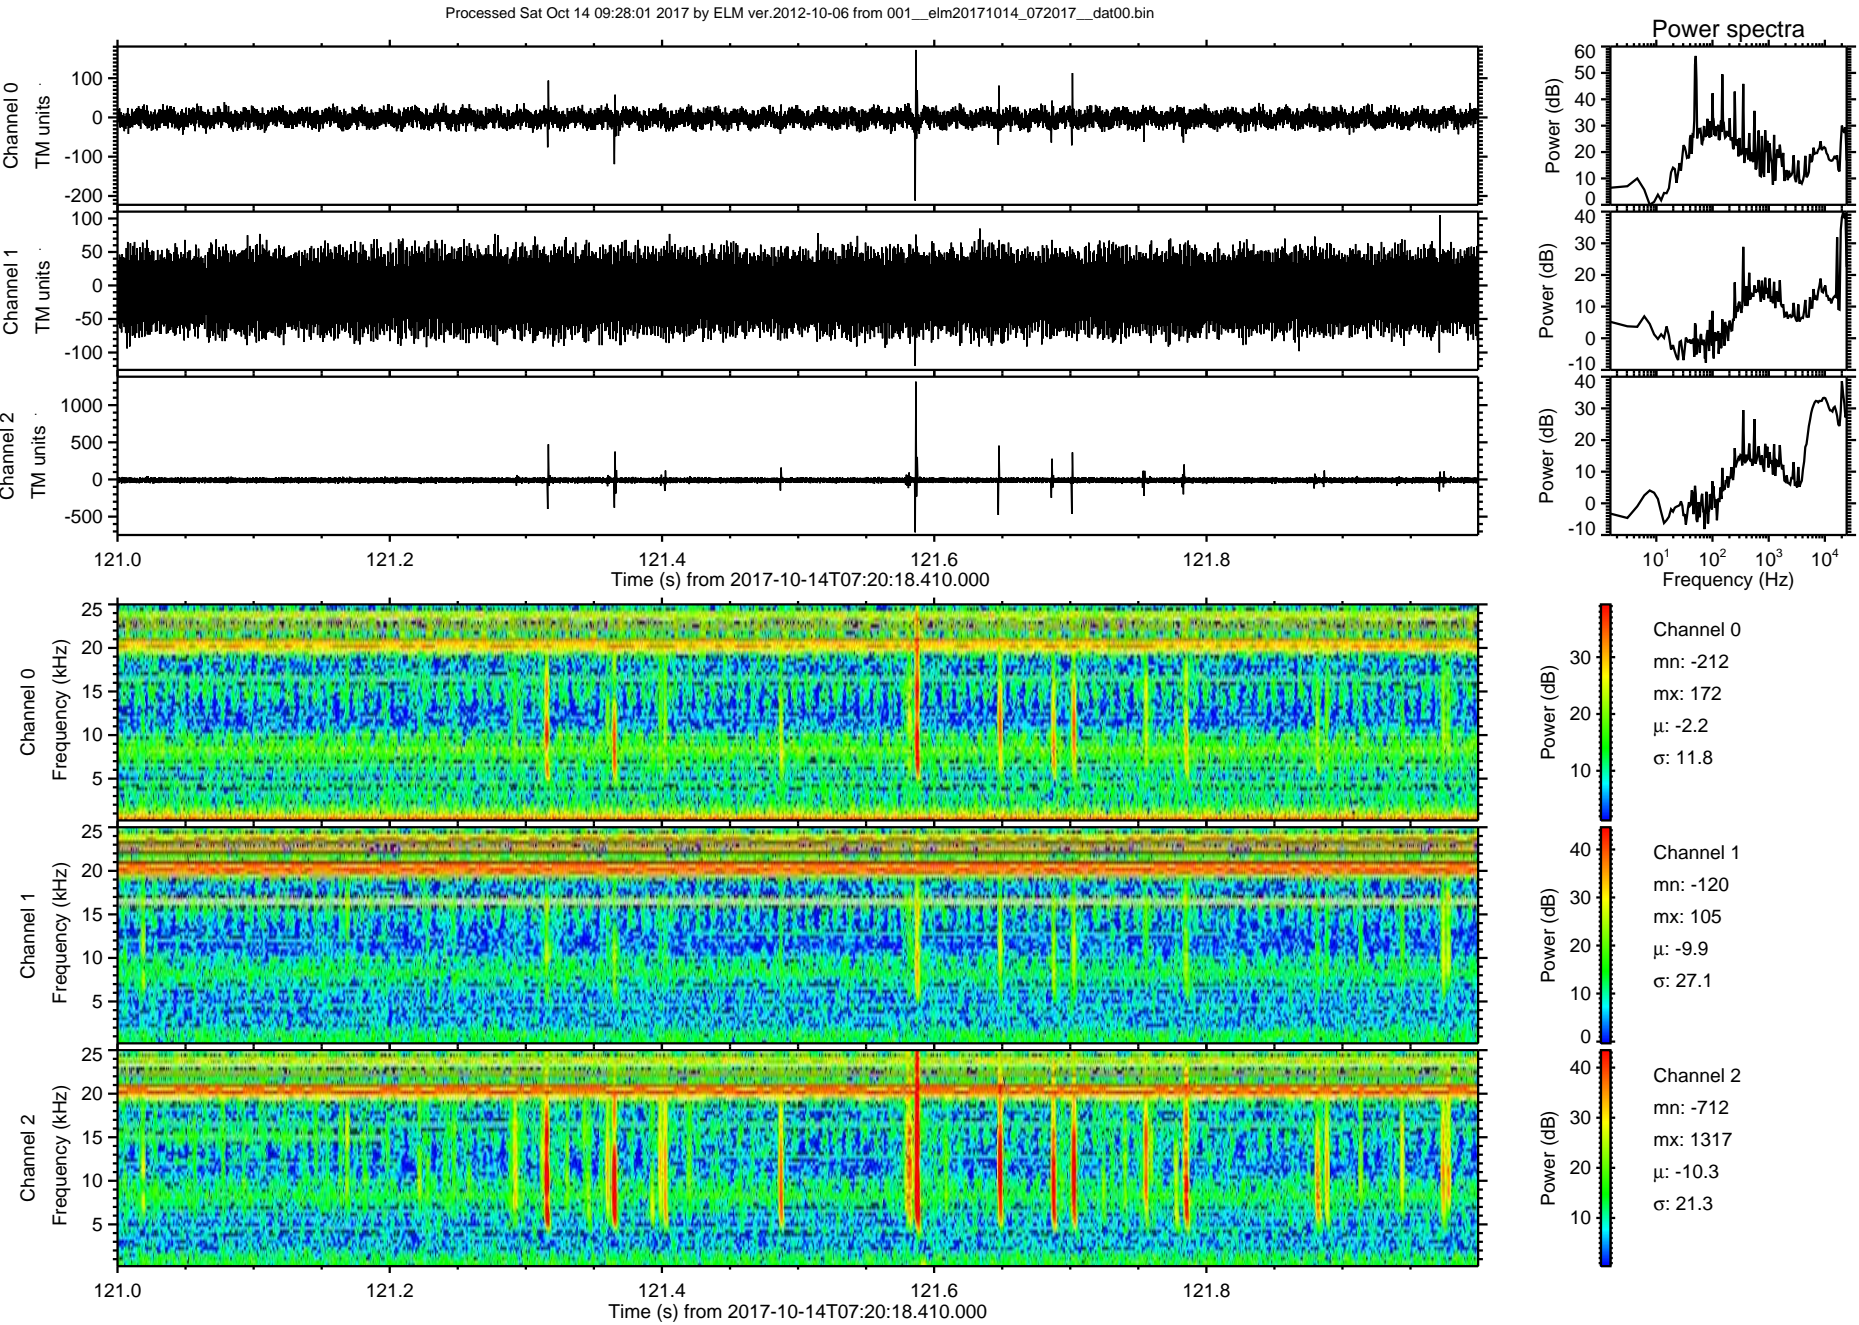 Processed Sat Oct 14 09:28:01 2017 by ELM ver.2012-10-06 from 001__elm20171014_072017__dat00.bin
Power spectra
Channel 0
TM units
100
0
-100
-200
Power (dB)
60
50
40
30
20
10
0
Channel 1
TM units
100
50
0
-50
-100
Power (dB)
40
30
20
10
0
-10
Channel 2
TM units
1000
500
0
-500
Power (dB)
40
30
20
10
0
-10
121.0 121.2 121.4 121.6 121.8
Time (s) from 2017-10-14T07:20:18.410.000
10¹ 10² 10³ 10⁴
Frequency (Hz)
Channel 0
Frequency (kHz)
25
20
15
10
5
Power (dB)
30
20
10
Channel 0
mn: -212
mx: 172
μ: -2.2
σ: 11.8
Channel 1
Frequency (kHz)
25
20
15
10
5
Power (dB)
40
30
20
10
0
Channel 1
mn: -120
mx: 105
μ: -9.9
σ: 27.1
Channel 2
Frequency (kHz)
25
20
15
10
5
Power (dB)
40
30
20
10
Channel 2
mn: -712
mx: 1317
μ: -10.3
σ: 21.3
121.0 121.2 121.4 121.6 121.8
Time (s) from 2017-10-14T07:20:18.410.000